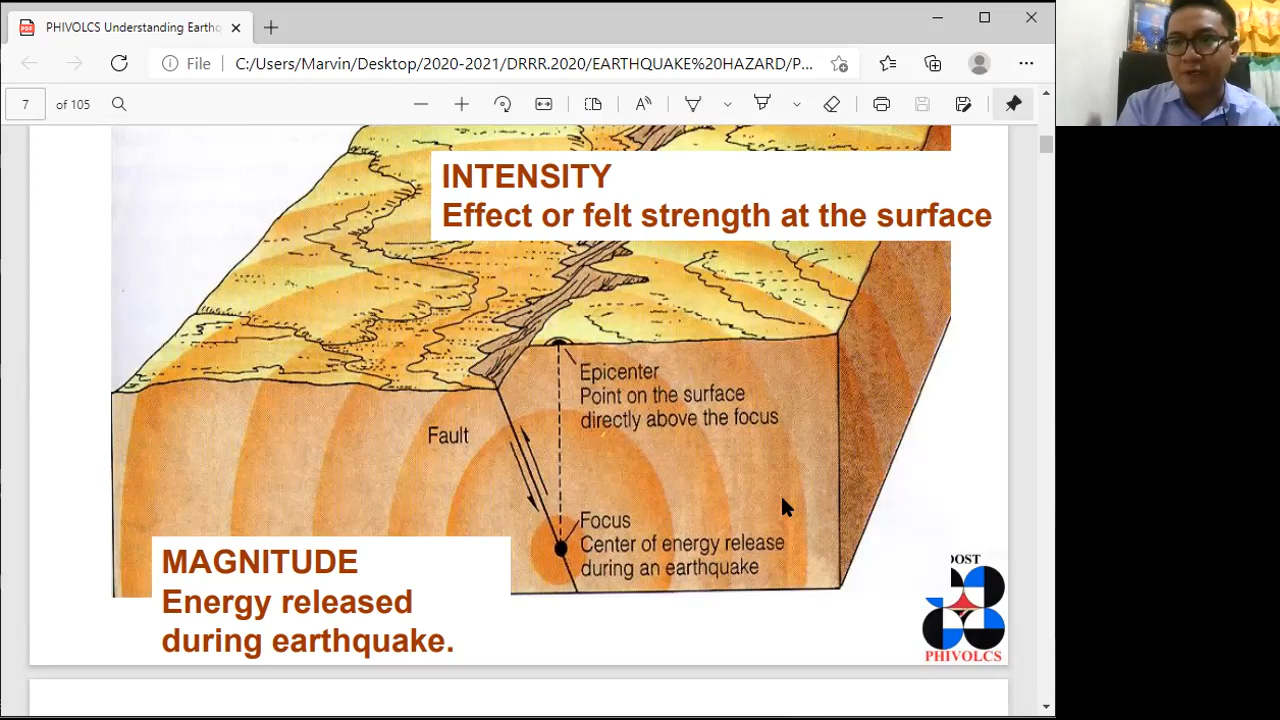 PHIVOLCS Understanding Earthq
File
C:/Users/Marvin/Desktop/2020-2021/DRRR.2020/EARTHQUAKE%20HAZARD/P...
7 of 105
INTENSITY
Effect or felt strength at the surface
Epicenter
Point on the surface
directly above the focus
Fault
Focus
Center of energy release
during an earthquake
MAGNITUDE
Energy released
during earthquake.
OST
PHIVOLCS